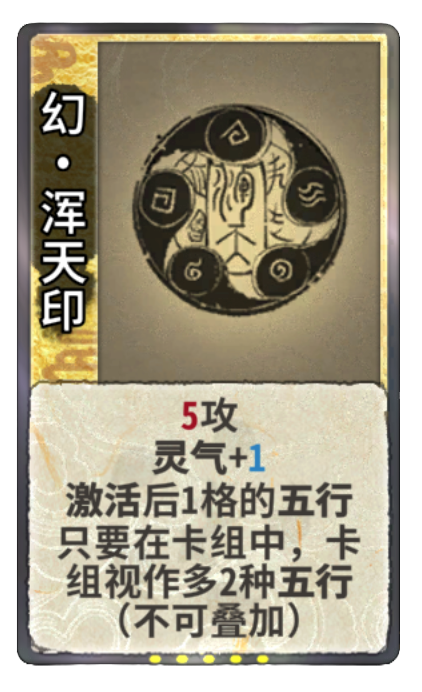 幻·浑天印
5攻
灵气+1
激活后1格的五行
只要在卡组中，卡
组视作多2种五行
（不可叠加）